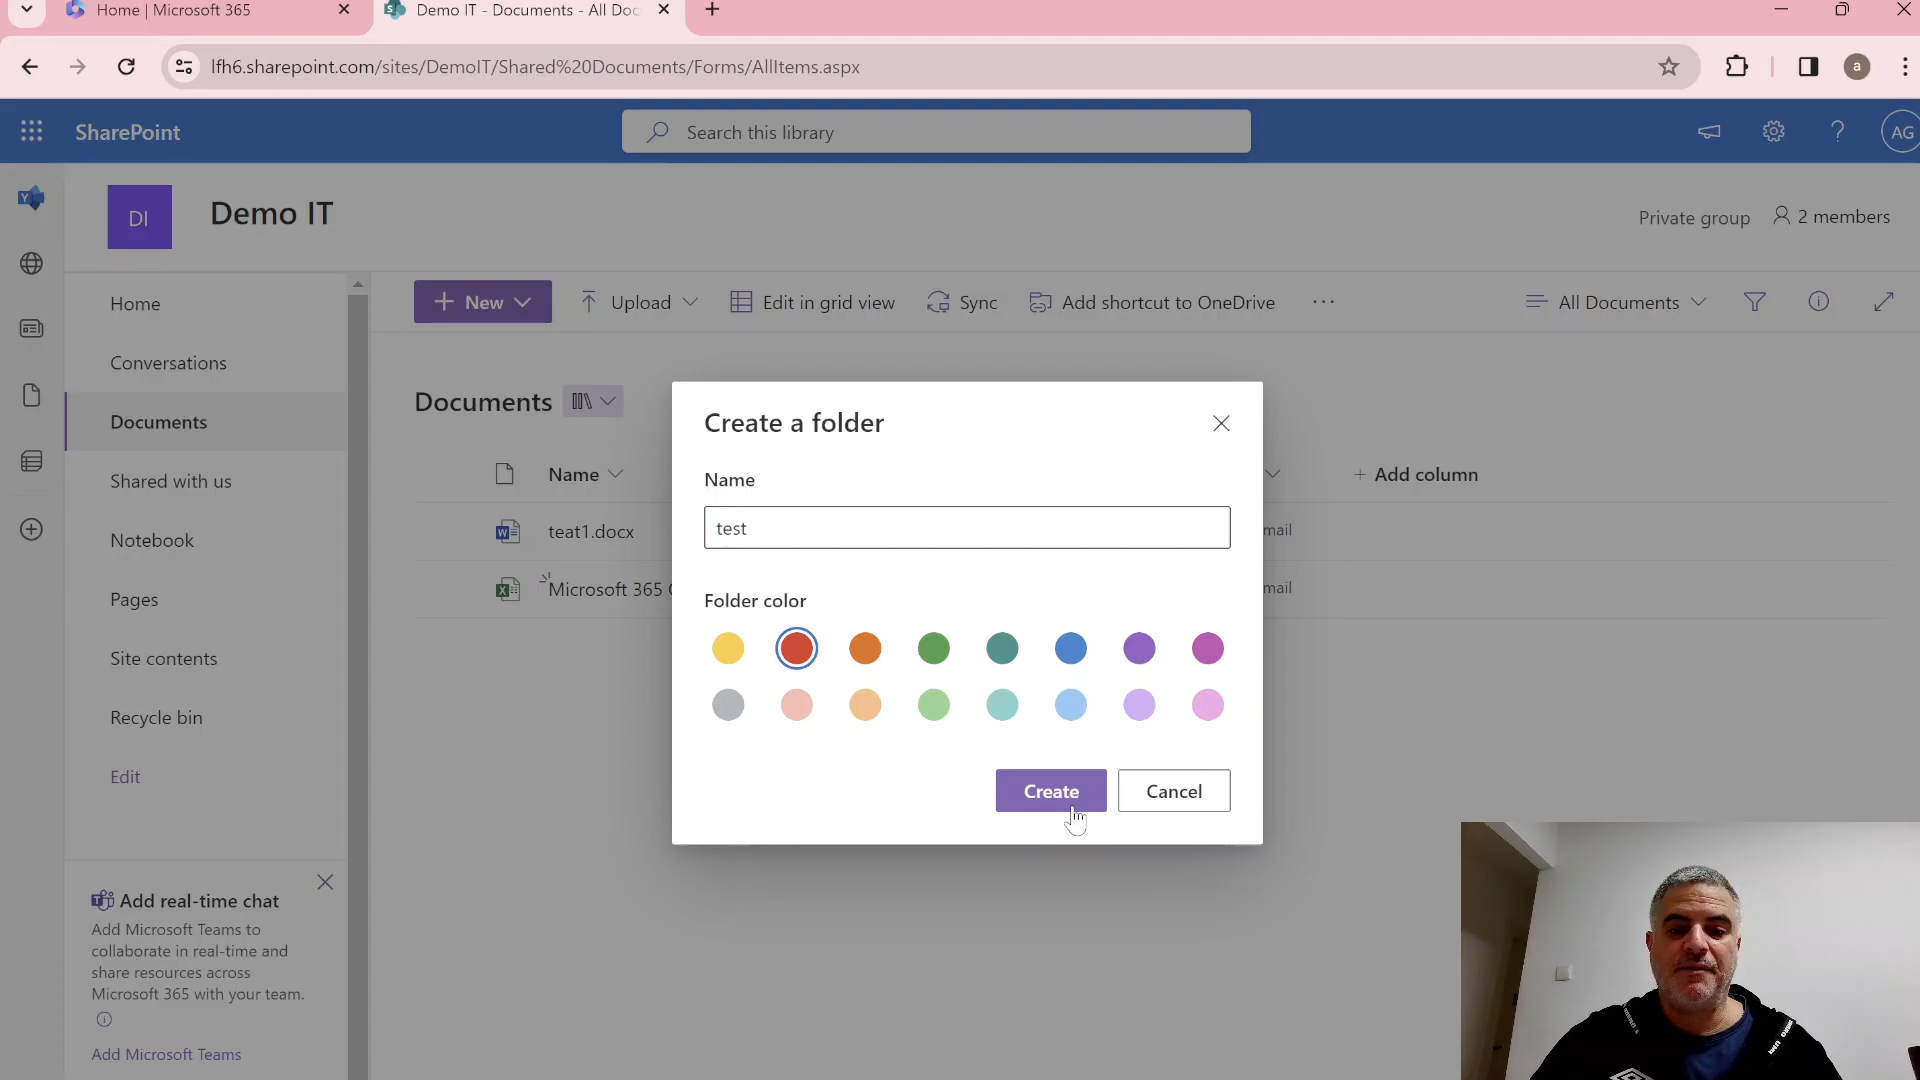 Home | Microsoft 365
Demo IT - Documents - All Doc
lfh6.sharepoint.com/sites/DemoIT/Shared%20Documents/Forms/AllItems.aspx
a
SharePoint
Search this library
?
AG
DI
Demo IT
Private group
2 members
Home
Conversations
Documents
Shared with us
Notebook
Pages
Site contents
Recycle bin
Edit
+ New
Upload
Edit in grid view
Sync
Add shortcut to OneDrive
...
All Documents
Documents
Name
+ Add column
teat1.docx
mail
Microsoft 365
mail
Create a folder
Name
test
Folder color
Create
Cancel
Add real-time chat
Add Microsoft Teams to
collaborate in real-time and
share resources across
Microsoft 365 with your team.
Add Microsoft Teams